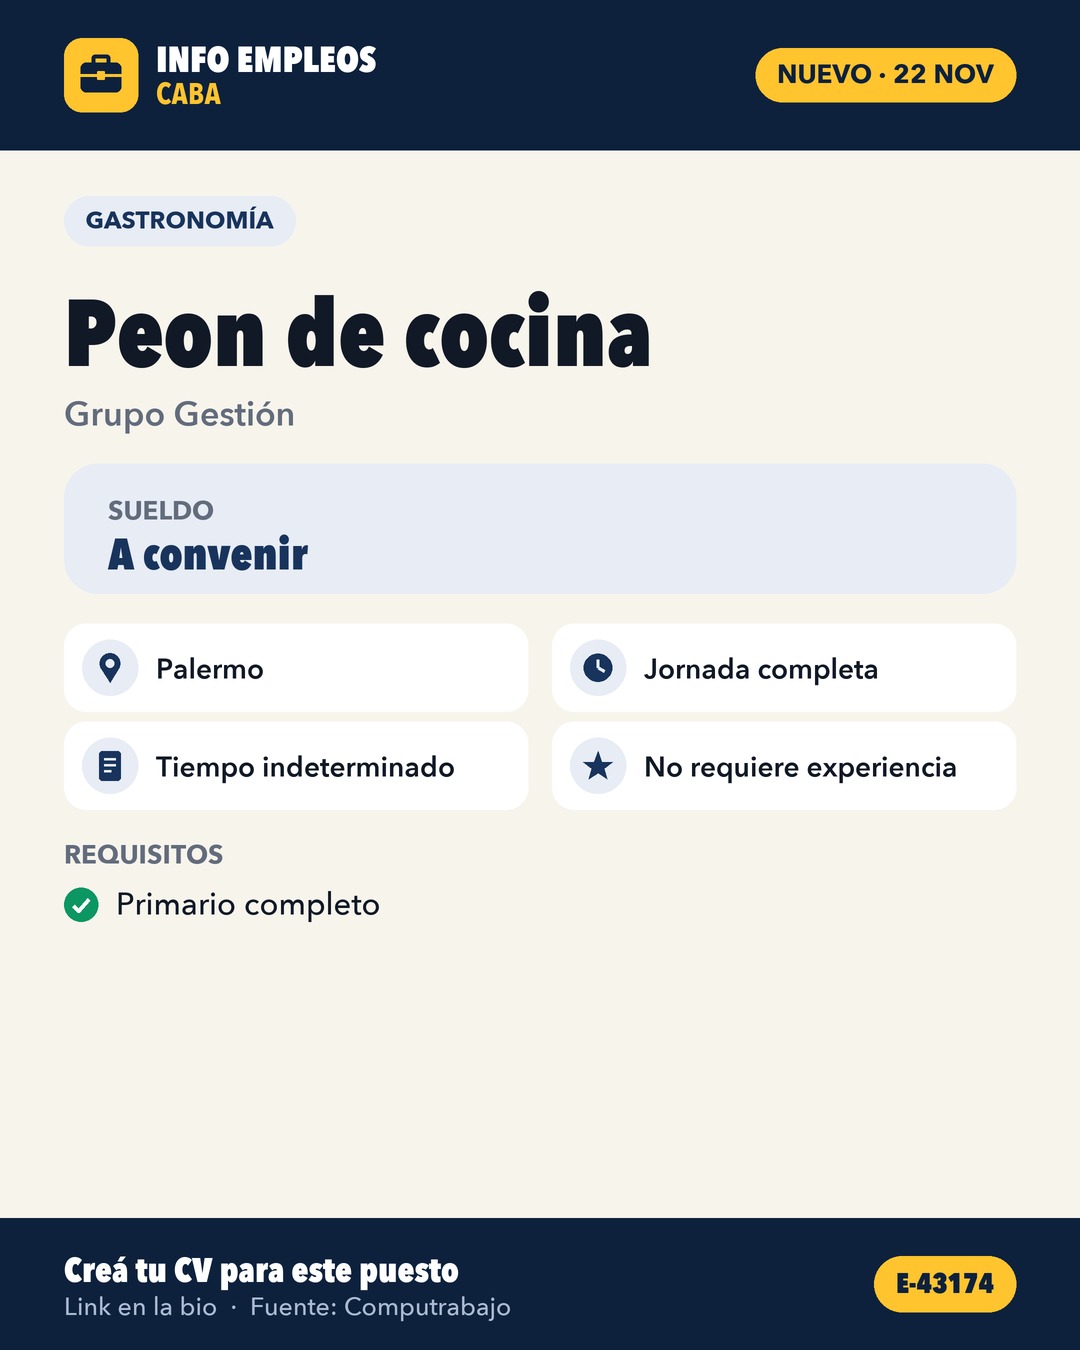 INFO EMPLEOS
CABA
NUEVO · 22 NOV
GASTRONOMÍA
Peon de cocina
Grupo Gestión
SUELDO
A convenir
Palermo
Jornada completa
Tiempo indeterminado
No requiere experiencia
REQUISITOS
Primario completo
Creá tu CV para este puesto
Link en la bio · Fuente: Computrabajo
E-43174